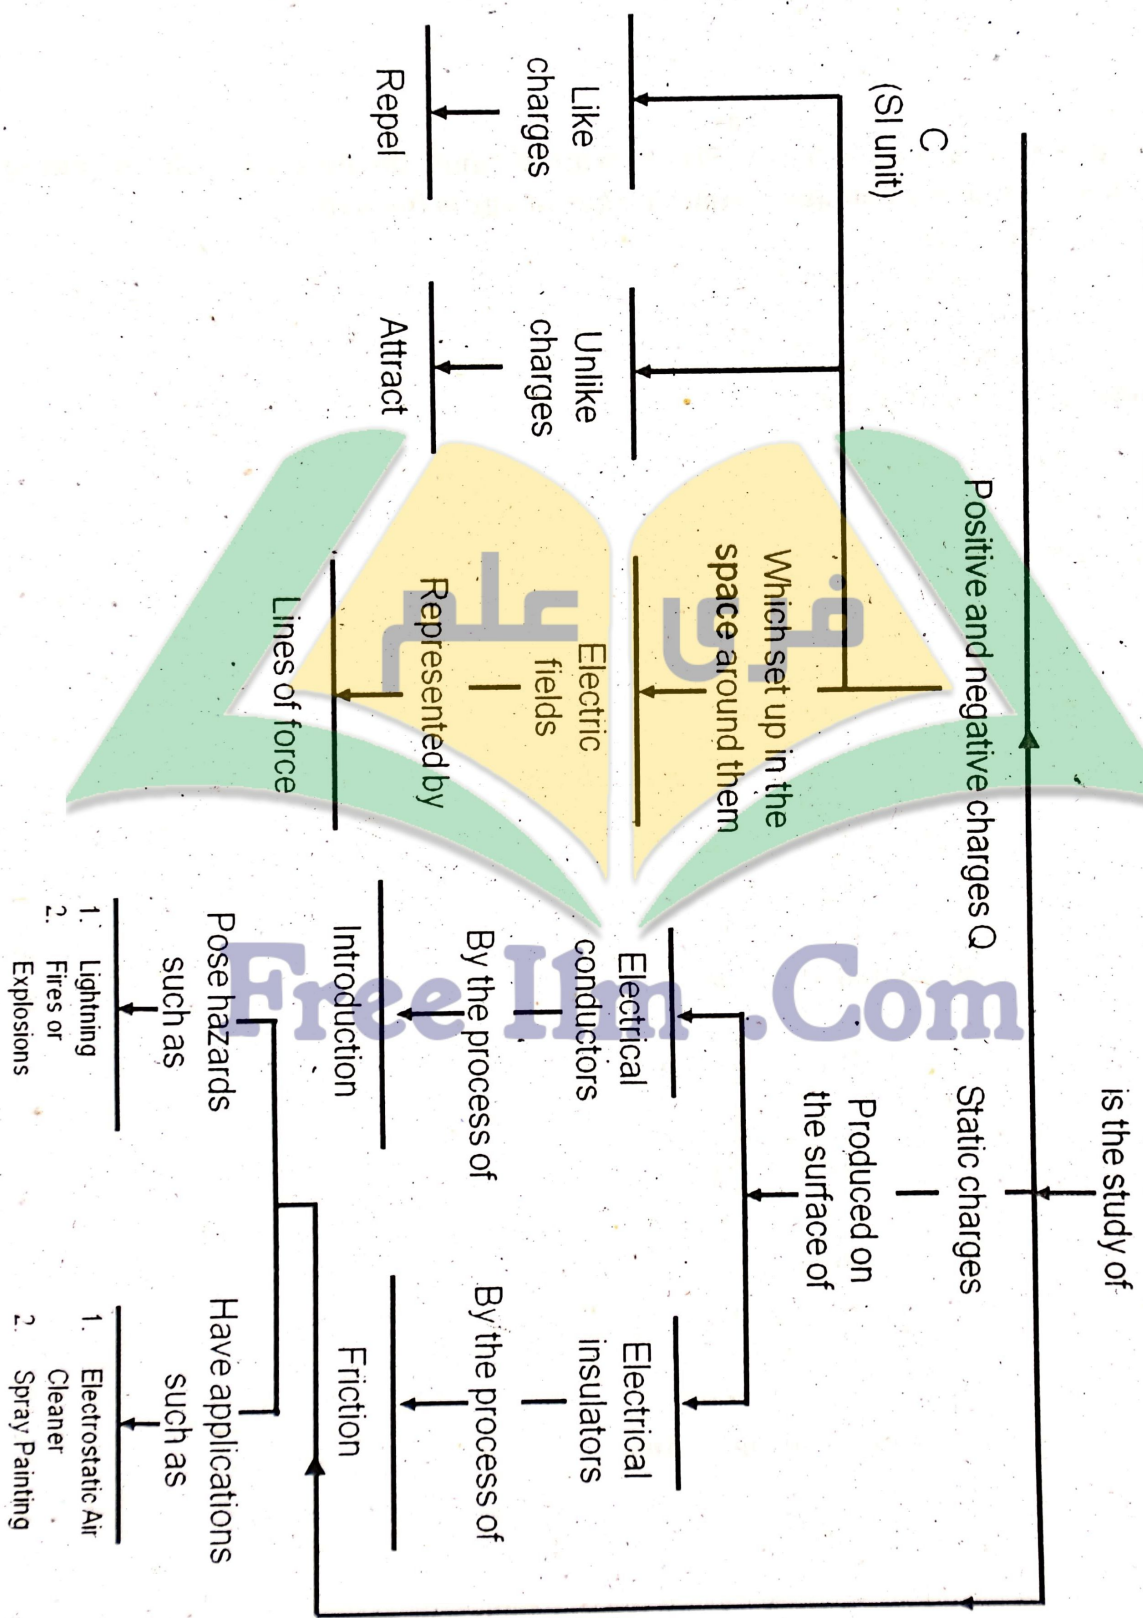 is the study of
Positive and negative charges Q
C
(SI unit)
Like
charges
Repel
Unlike
charges
Attract
Which set up in the
space around them
Electric
fields
Represented by
Lines of force
Static charges
Produced on
the surface of
Electrical
conductors
By the process of
Introduction
Electrical
insulators
By the process of
Friction
Pose hazards
such as
1. Lightning
2. Fires or
Explosions
Have applications
such as
1. Electrostatic Air
Cleaner
2. Spray Painting
فری علم
Free Ilm .Com